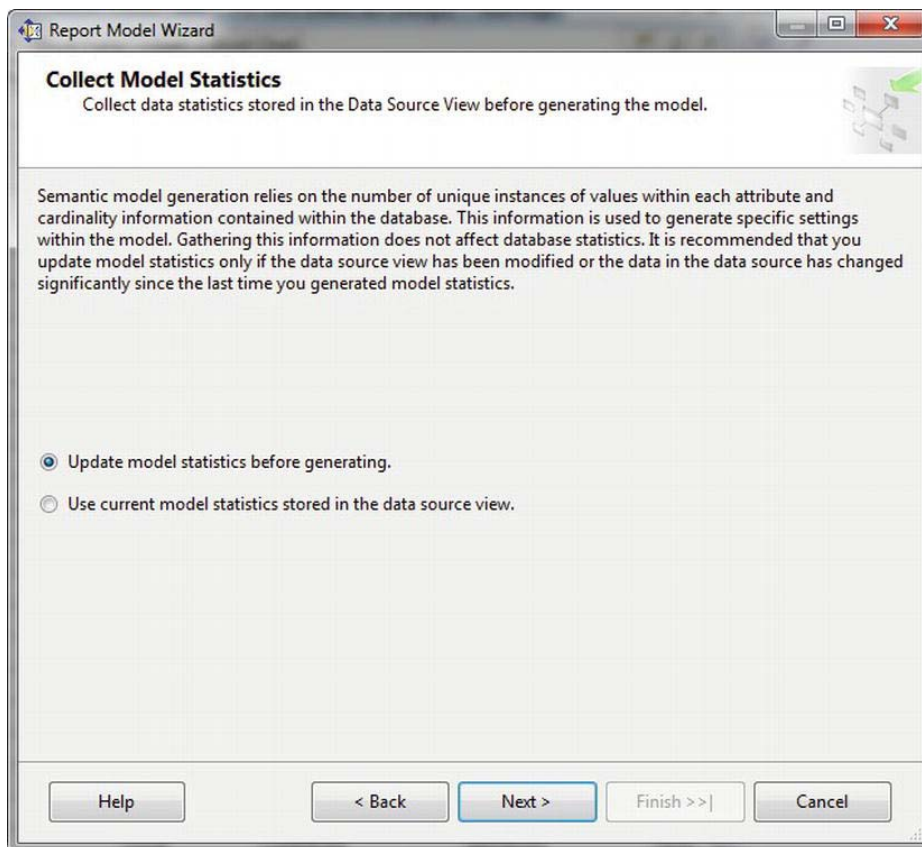 Report Model Wizard
Collect Model Statistics
Collect data statistics stored in the Data Source View before generating the model.
Semantic model generation relies on the number of unique instances of values within each attribute and
cardinality information contained within the database. This information is used to generate specific settings
within the model. Gathering this information does not affect database statistics. It is recommended that you
update model statistics only if the data source view has been modified or the data in the data source has changed
significantly since the last time you generated model statistics.
Update model statistics before generating.
Use current model statistics stored in the data source view.
Help
< Back
Next >
Finish >>|
Cancel